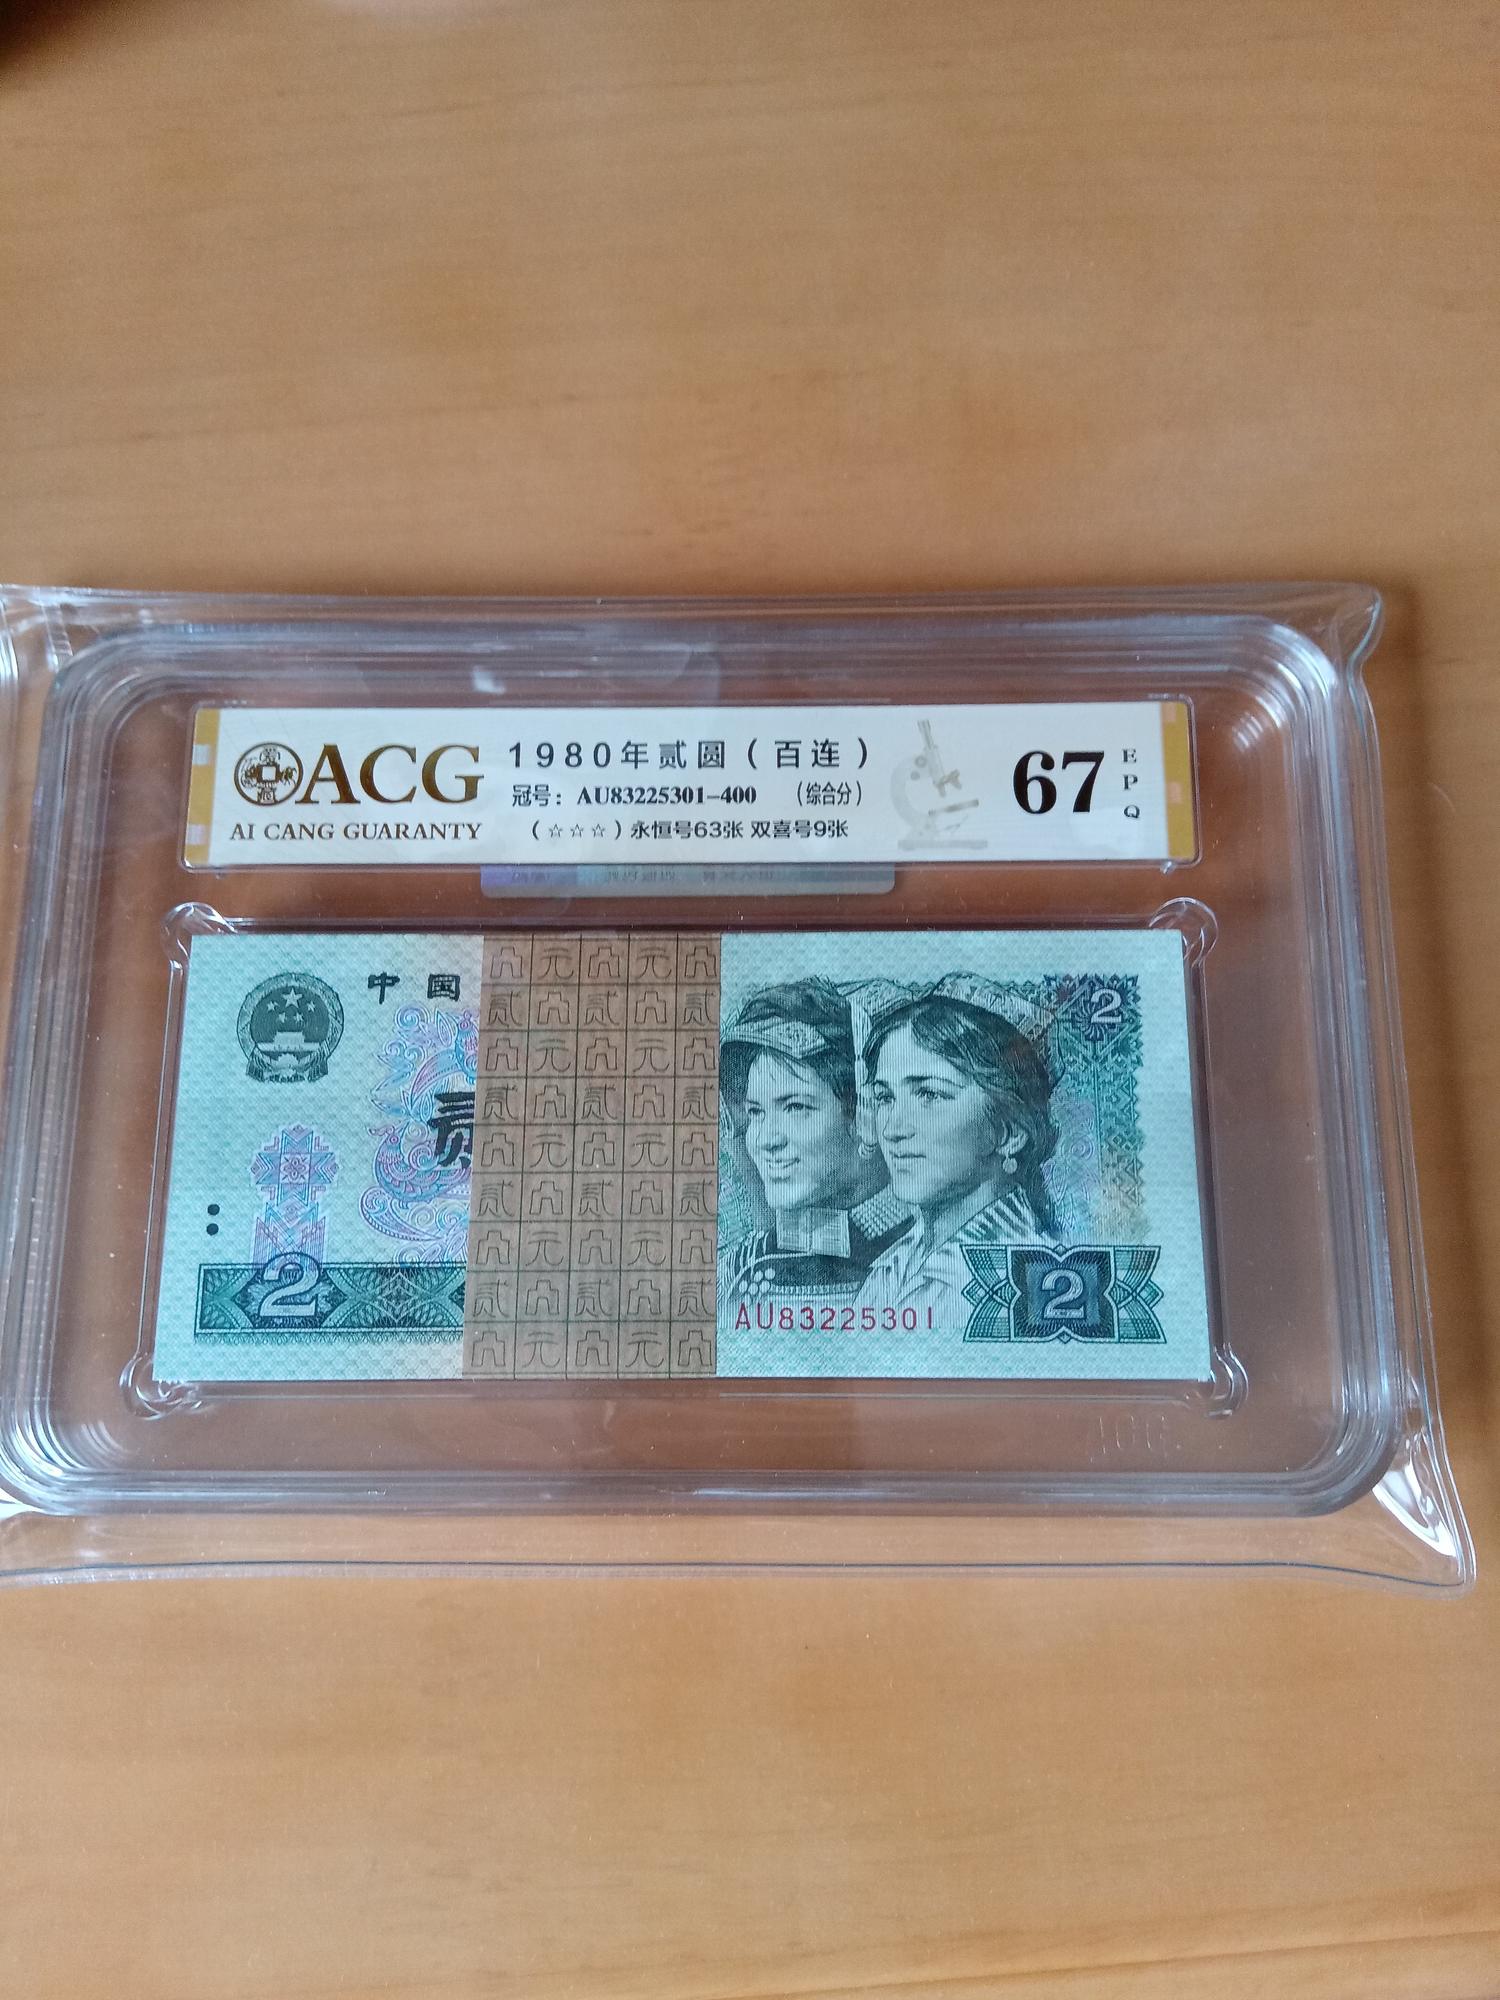 ACG
AI CANG GUARANTY
1980年贰圆（百连）
冠号：AU83225301-400 （综合分）
（☆☆☆）永恒号63张 双喜号9张
67
EPQ
中国
贰
2
2
2
AU83225301
ACG